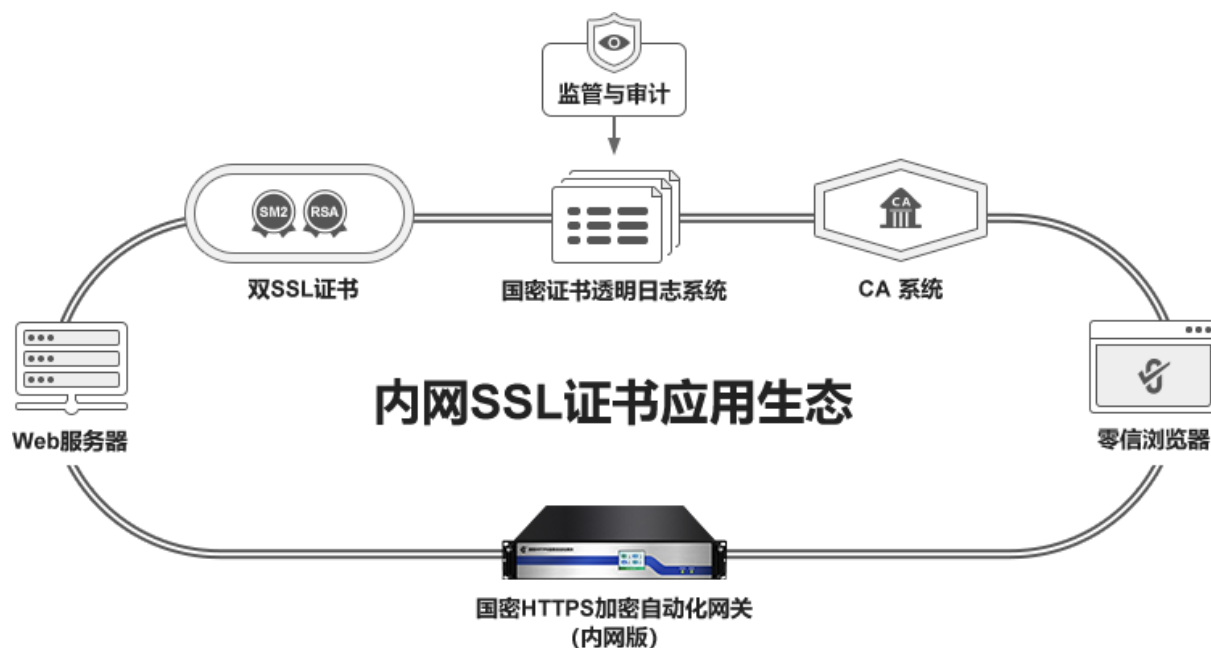 监管与审计
SM2
RSA
CA
双SSL证书
国密证书透明日志系统
CA 系统
内网SSL证书应用生态
Web服务器
零信浏览器
国密HTTPS加密自动化网关
（内网版）